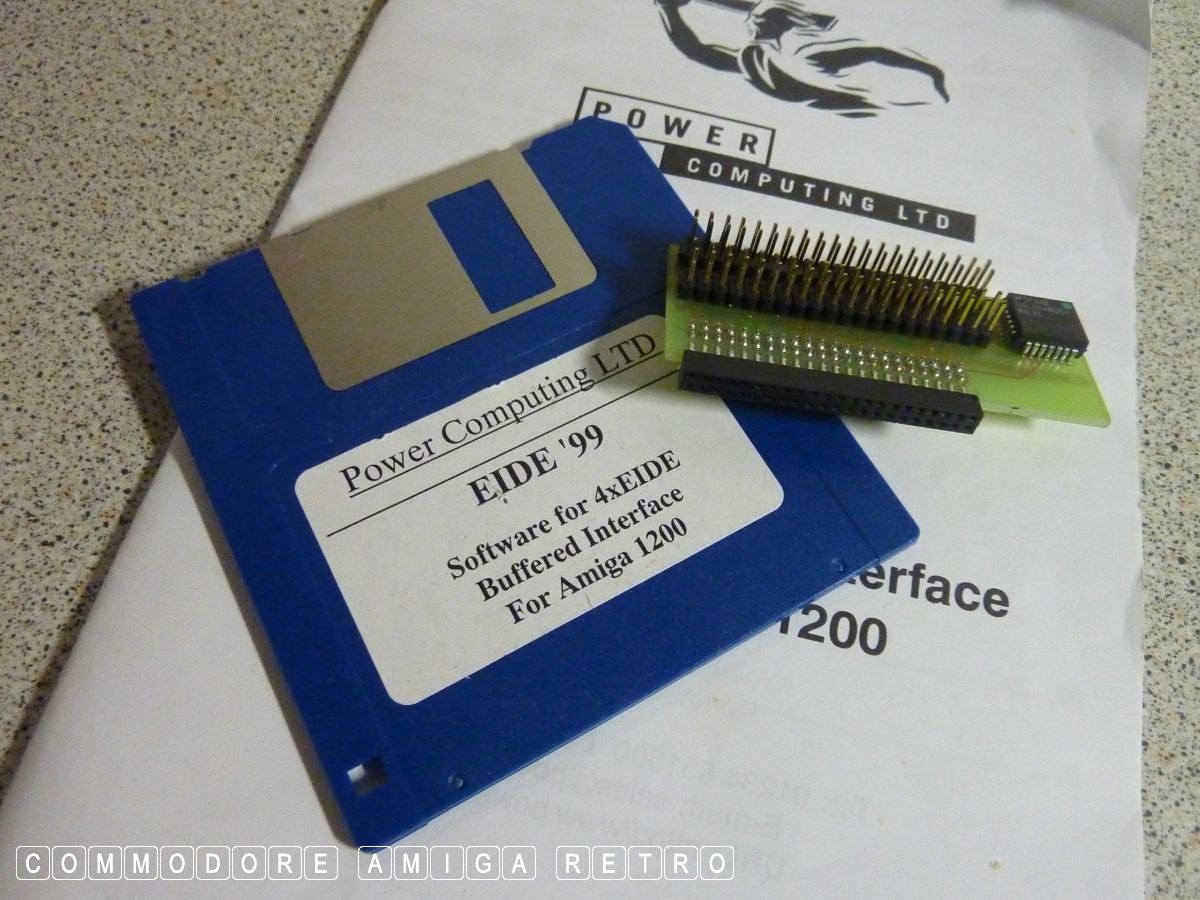 POWER
COMPUTING LTD
Power Computing LTD
EIDE '99
Software for 4xEIDE
Buffered Interface
For Amiga 1200
1200
COMMODORE AMIGA RETRO